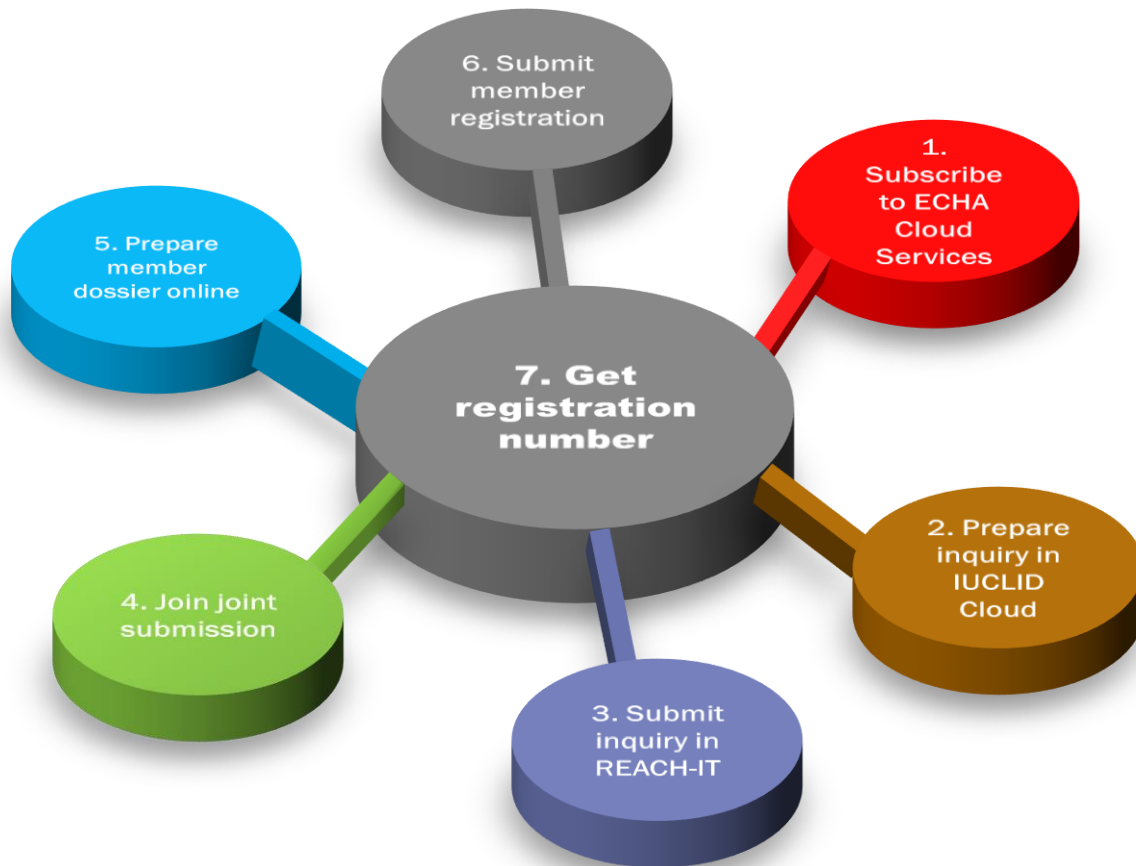 1.
Subscribe
to ECHA
Cloud
Services
2. Prepare
inquiry in
IUCLID
Cloud
3. Submit
inquiry in
REACH-IT
4. Join joint
submission
5. Prepare
member
dossier online
6. Submit
member
registration
7. Get
registration
number